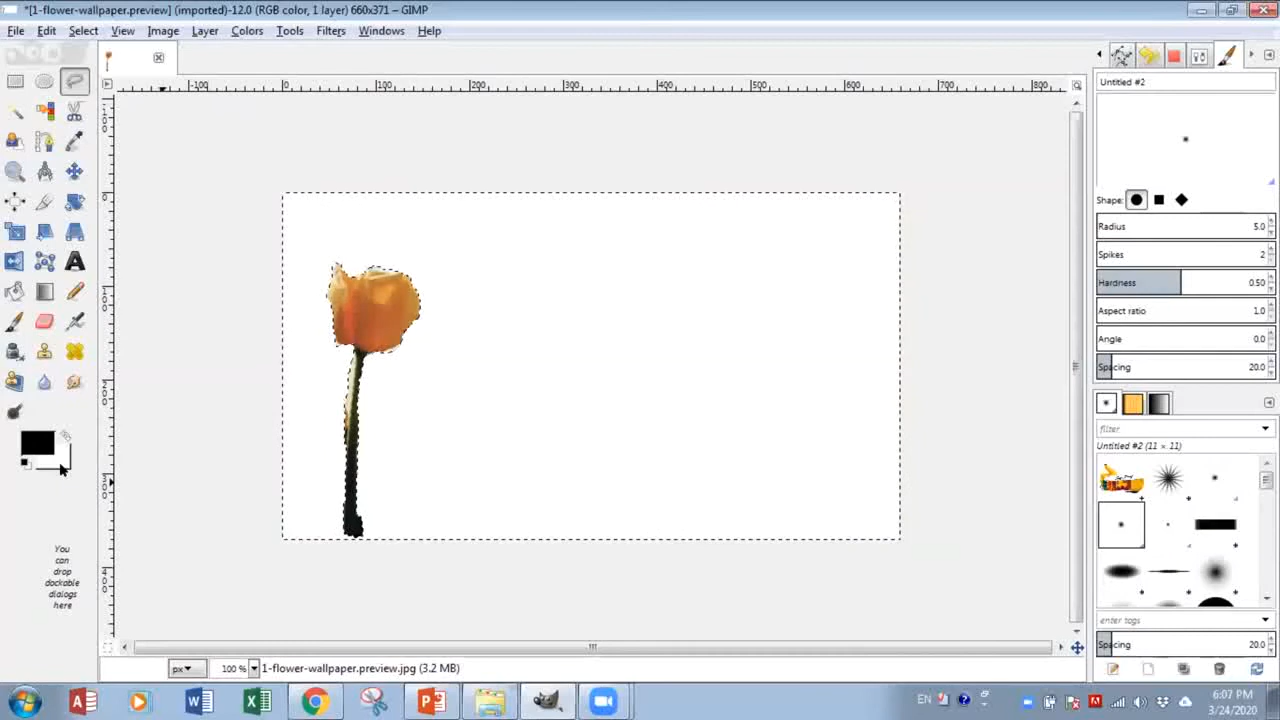 *[1-flower-wallpaper.preview] (imported)-12.0 (RGB color, 1 layer) 660x371 – GIMP
File Edit Select View Image Layer Colors Tools Filters Windows Help
-100 0 100 200 300 400 500 600 700 800
Untitled #2
Shape:
Radius 5.0
Spikes 2
Hardness 0.50
Aspect ratio 1.0
Angle 0.0
Spacing 20.0
filter
Untitled #2 (11 × 11)
enter tags
Spacing 20.0
You
can
drop
dockable
dialogs
here
px 100 % 1-flower-wallpaper.preview.jpg (3.2 MB)
EN
6:07 PM
3/24/2020